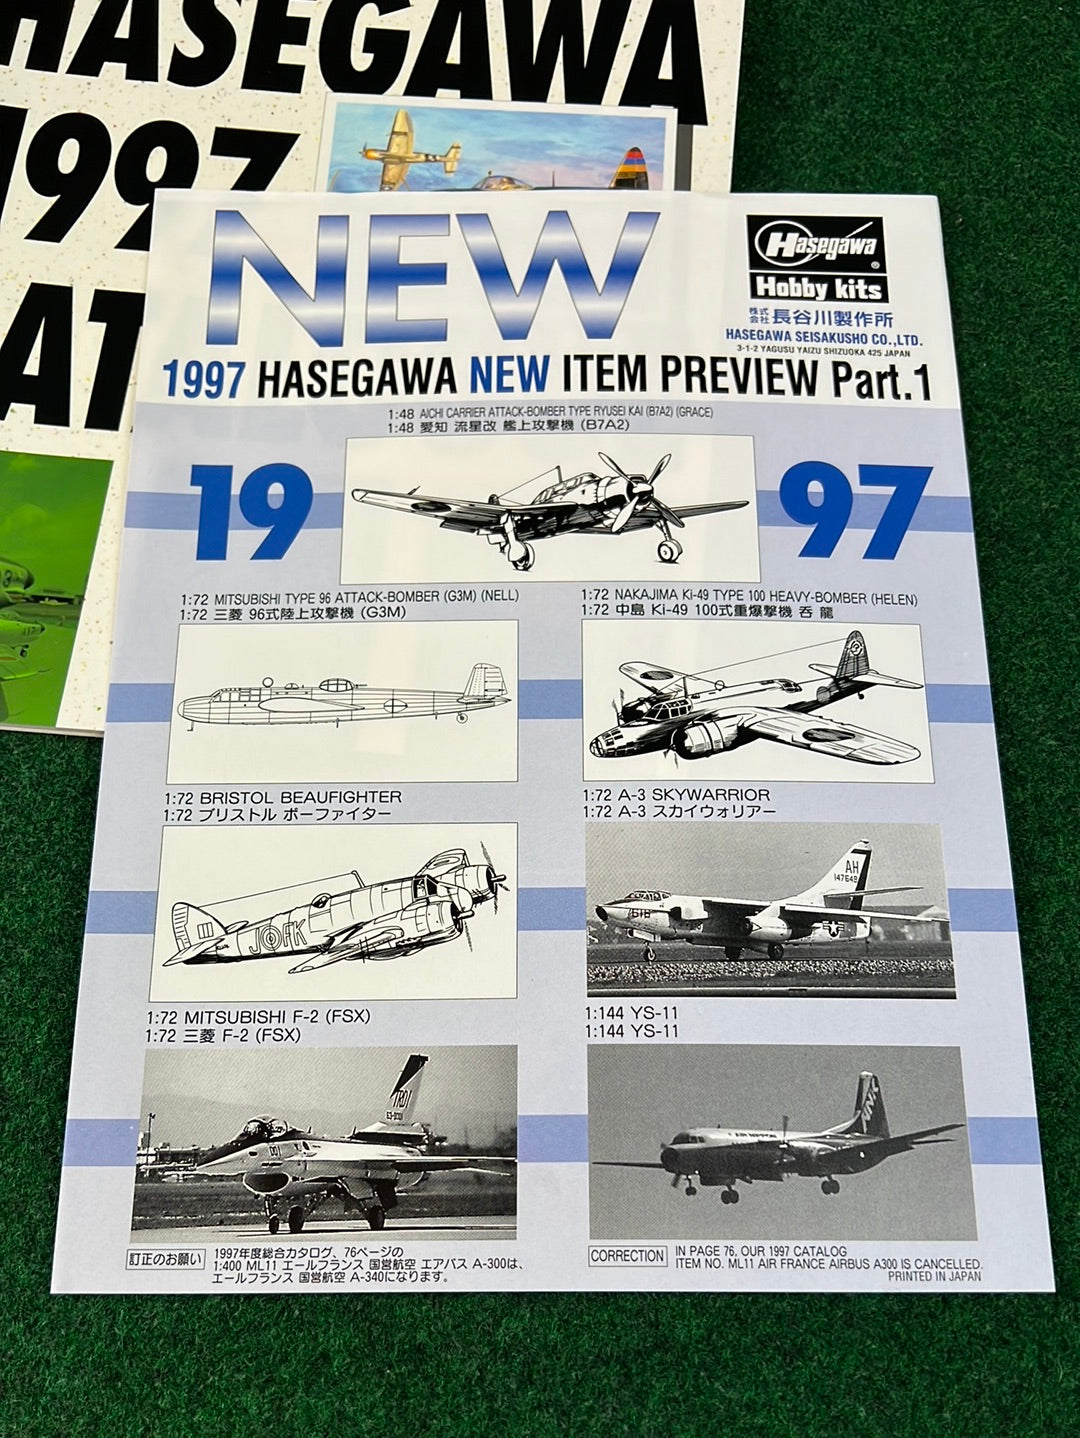 HASEGAWA
1997
NEW
Hasegawa
Hobby kits
株式会社 長谷川製作所
HASEGAWA SEISAKUSHO CO.,LTD.
3-1-2 YAGUSU YAIZU SHIZUOKA 425 JAPAN
1997 HASEGAWA NEW ITEM PREVIEW Part.1
1:48 AICHI CARRIER ATTACK-BOMBER TYPE RYUSEI KAI (B7A2) (GRACE)
1:48 愛知 流星改 艦上攻撃機 (B7A2)
19 97
1:72 MITSUBISHI TYPE 96 ATTACK-BOMBER (G3M) (NELL)
1:72 三菱 96式陸上攻撃機 (G3M)
1:72 NAKAJIMA Ki-49 TYPE 100 HEAVY-BOMBER (HELEN)
1:72 中島 Ki-49 100式重爆撃機 呑 龍
1:72 BRISTOL BEAUFIGHTER
1:72 ブリストル ボーファイター
J FK
1:72 A-3 SKYWARRIOR
1:72 A-3 スカイウォリアー
AH
147649
7616
1:72 MITSUBISHI F-2 (FSX)
1:72 三菱 F-2 (FSX)
1:144 YS-11
1:144 YS-11
AIR NIPPON
訂正のお願い
1997年度総合カタログ、76ページの
1:400 ML11 エールフランス 国営航空 エアバス A-300は、
エールフランス 国営航空 A-340になります。
CORRECTION
IN PAGE 76, OUR 1997 CATALOG
ITEM NO. ML11 AIR FRANCE AIRBUS A300 IS CANCELLED.
PRINTED IN JAPAN